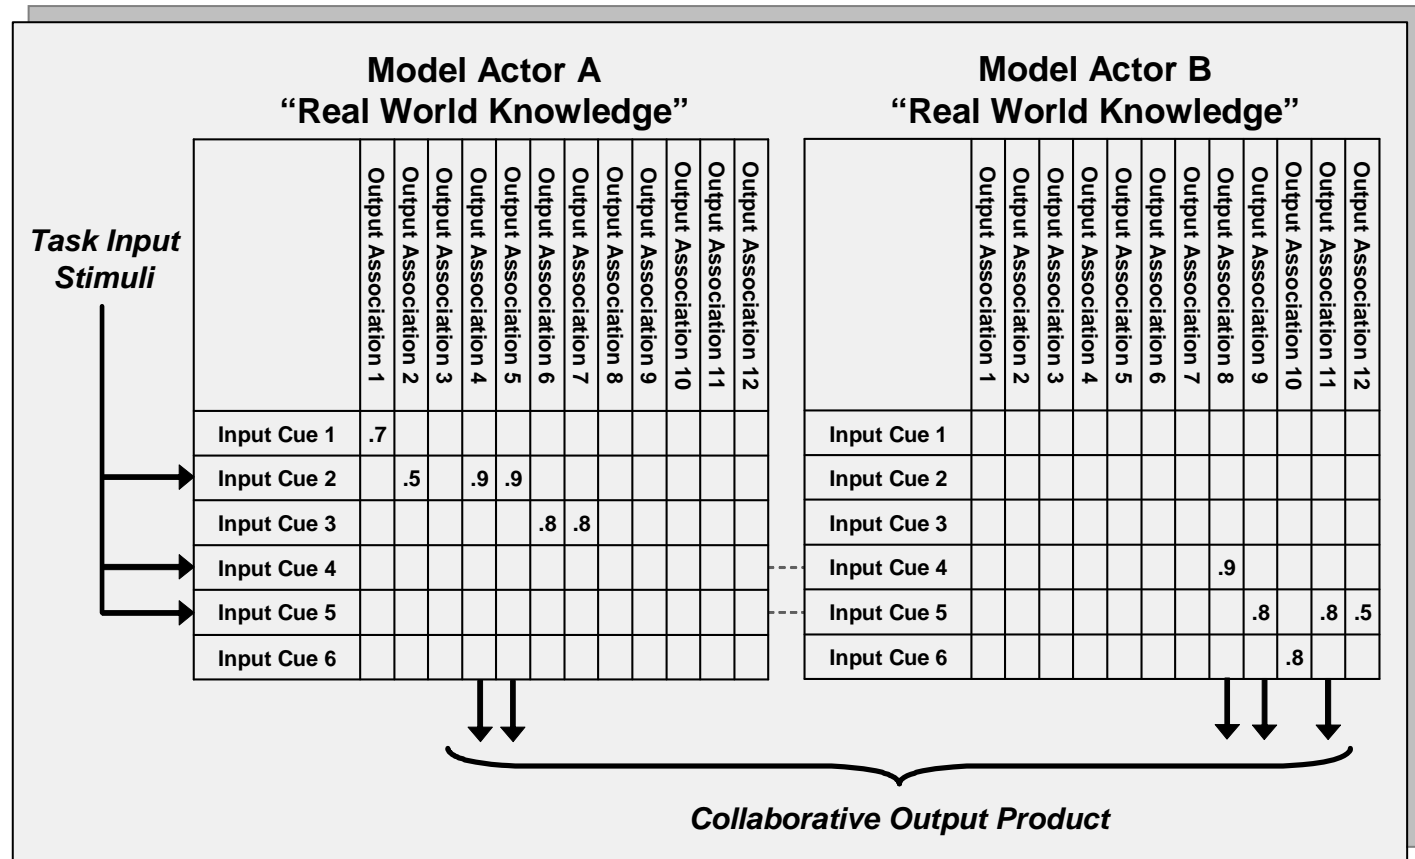 Model Actor A
“Real World Knowledge”
Model Actor B
“Real World Knowledge”
Task Input
Stimuli
Output Association 1
Output Association 2
Output Association 3
Output Association 4
Output Association 5
Output Association 6
Output Association 7
Output Association 8
Output Association 9
Output Association 10
Output Association 11
Output Association 12
Input Cue 1 .7
Input Cue 2 .5 .9 .9
Input Cue 3 .8 .8
Input Cue 4
Input Cue 5
Input Cue 6
Output Association 1
Output Association 2
Output Association 3
Output Association 4
Output Association 5
Output Association 6
Output Association 7
Output Association 8
Output Association 9
Output Association 10
Output Association 11
Output Association 12
Input Cue 1
Input Cue 2
Input Cue 3
Input Cue 4 .9
Input Cue 5 .8 .8 .5
Input Cue 6 .8
Collaborative Output Product